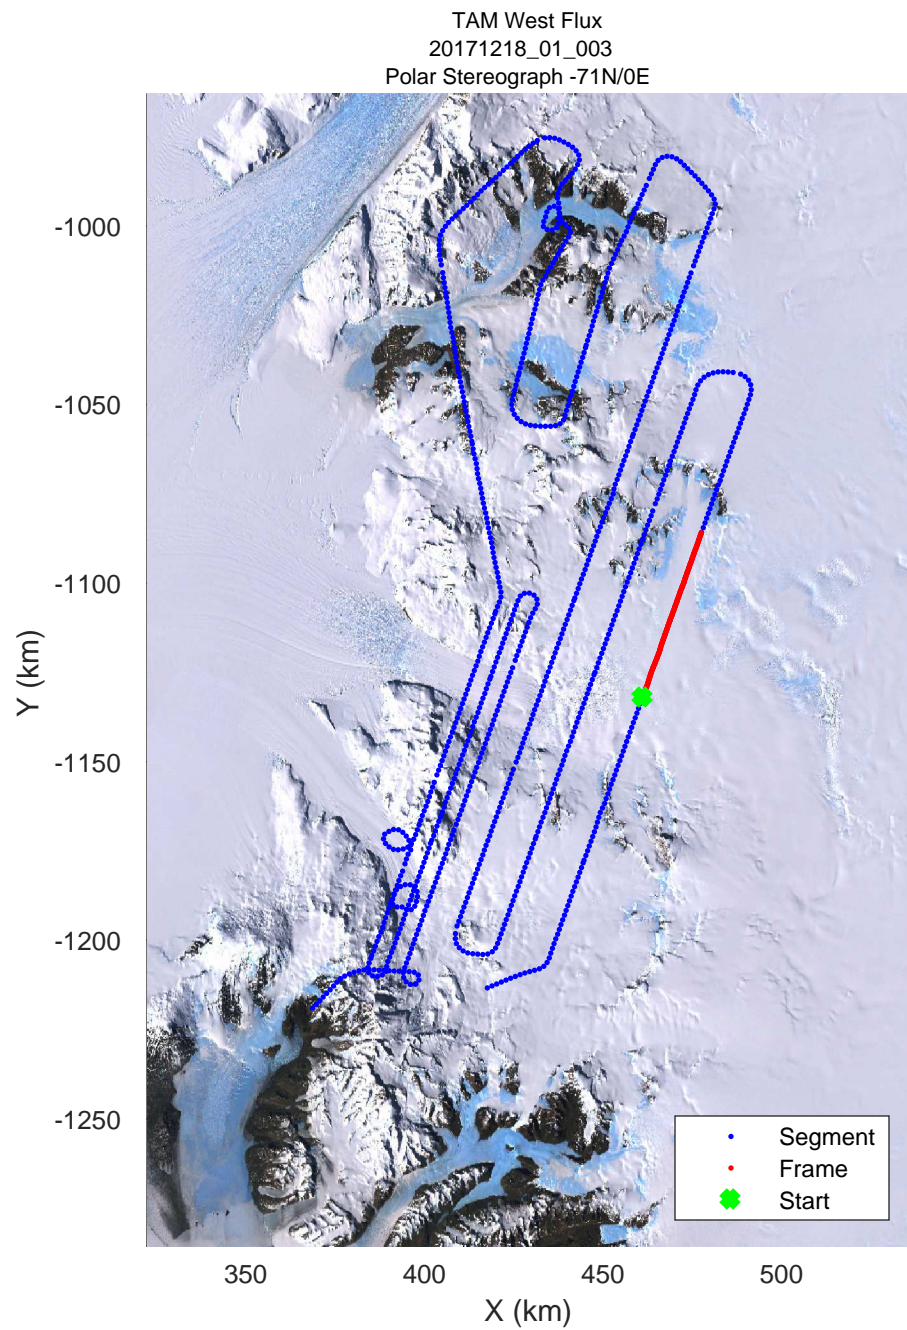 TAM West Flux
20171218_01_003
Polar Stereograph -71N/0E
-1000
-1050
-1100
-1150
-1200
-1250
Y (km)
350
400
450
500
X (km)
Segment
Frame
Start